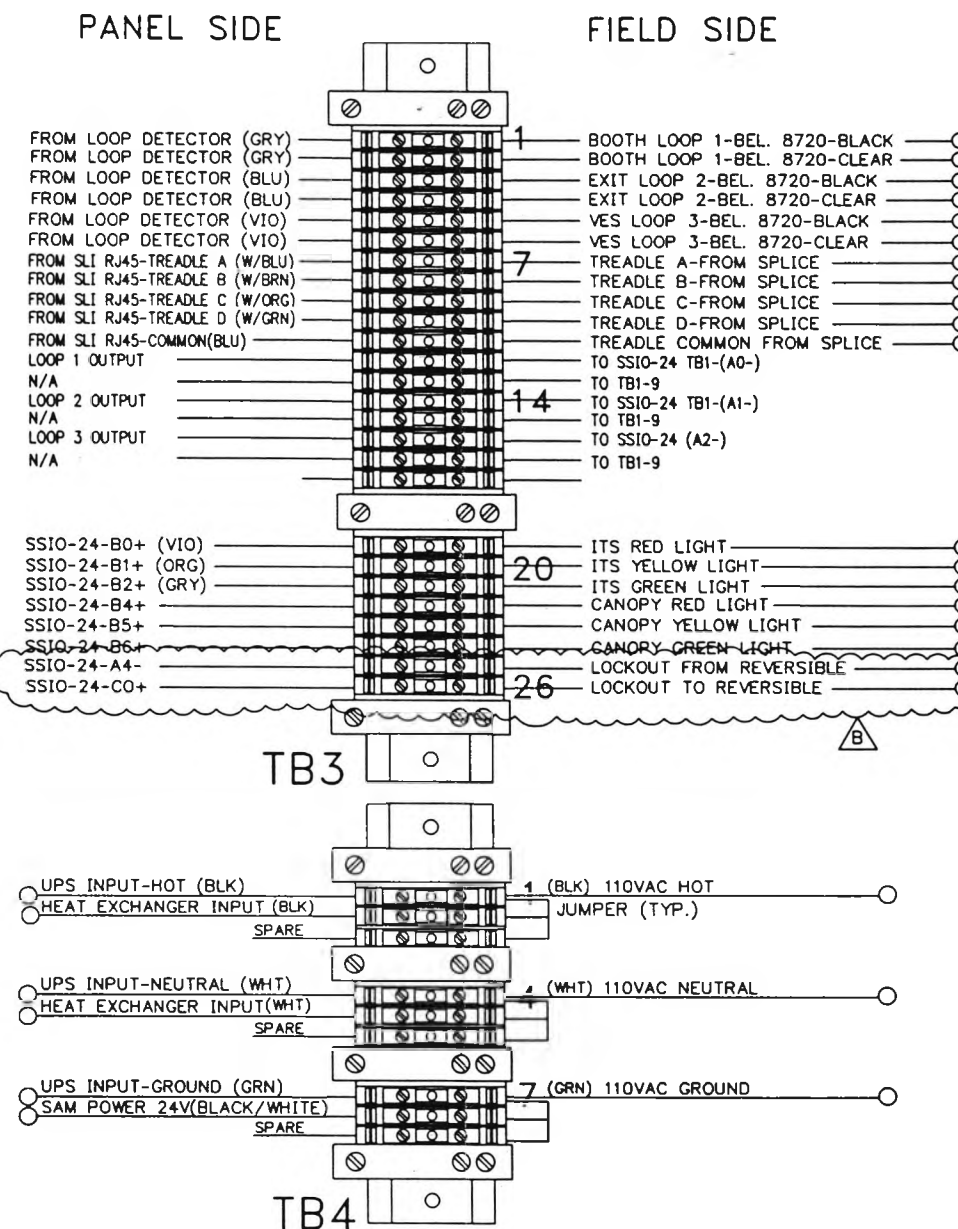 PANEL SIDE FIELD SIDE
FROM LOOP DETECTOR (GRY) 1 BOOTH LOOP 1-BEL. 8720-BLACK
FROM LOOP DETECTOR (GRY) BOOTH LOOP 1-BEL. 8720-CLEAR
FROM LOOP DETECTOR (BLU) EXIT LOOP 2-BEL. 8720-BLACK
FROM LOOP DETECTOR (BLU) EXIT LOOP 2-BEL. 8720-CLEAR
FROM LOOP DETECTOR (VIO) VES LOOP 3-BEL. 8720-BLACK
FROM LOOP DETECTOR (VIO) VES LOOP 3-BEL. 8720-CLEAR
FROM SLI RJ45-TREADLE A (W/BLU) 7 TREADLE A-FROM SPLICE
FROM SLI RJ45-TREADLE B (W/BRN) TREADLE B-FROM SPLICE
FROM SLI RJ45-TREADLE C (W/ORG) TREADLE C-FROM SPLICE
FROM SLI RJ45-TREADLE D (W/GRN) TREADLE D-FROM SPLICE
FROM SLI RJ45-COMMON(BLU) TREADLE COMMON FROM SPLICE
LOOP 1 OUTPUT TO SSIO-24 TB1-(A0-)
N/A TO TB1-9
LOOP 2 OUTPUT 14 TO SSIO-24 TB1-(A1-)
N/A TO TB1-9
LOOP 3 OUTPUT TO SSIO-24 (A2-)
N/A TO TB1-9
SSIO-24-B0+ (VIO) ITS RED LIGHT
SSIO-24-B1+ (ORG) 20 ITS YELLOW LIGHT
SSIO-24-B2+ (GRY) ITS GREEN LIGHT
SSIO-24-B4+ CANOPY RED LIGHT
SSIO-24-B5+ CANOPY YELLOW LIGHT
SSIO-24-B6+ CANOPY GREEN LIGHT
SSIO-24-A4- LOCKOUT FROM REVERSIBLE
SSIO-24-C0+ 26 LOCKOUT TO REVERSIBLE
B
TB3
UPS INPUT-HOT (BLK) 1 (BLK) 110VAC HOT
HEAT EXCHANGER INPUT (BLK) JUMPER (TYP.)
SPARE
UPS INPUT-NEUTRAL (WHT) 4 (WHT) 110VAC NEUTRAL
HEAT EXCHANGER INPUT(WHT)
SPARE
UPS INPUT-GROUND (GRN) 7 (GRN) 110VAC GROUND
SAM POWER 24V(BLACK/WHITE)
SPARE
TB4